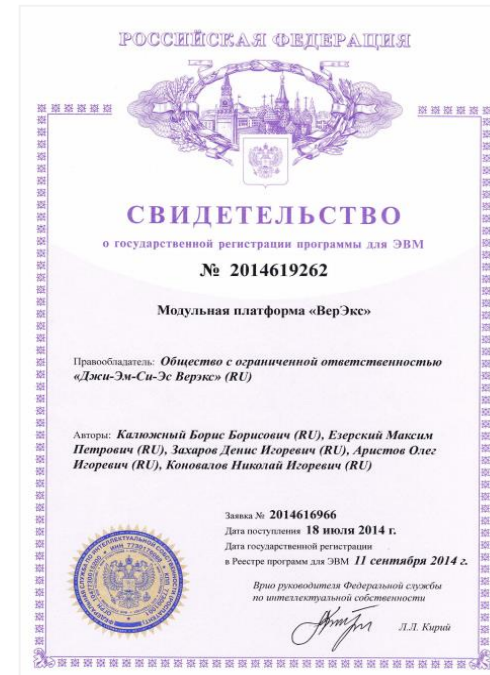 РОССИЙСКАЯ ФЕДЕРАЦИЯ
СВИДЕТЕЛЬСТВО
о государственной регистрации программы для ЭВМ
№ 2014619262
Модульная платформа «ВерЭкс»
Правообладатель: Общество с ограниченной ответственностью
«Джи-Эм-Си-Эс Верэкс» (RU)
Авторы: Калюжный Борис Борисович (RU), Езерский Максим
Петрович (RU), Захаров Денис Игоревич (RU), Аристов Олег
Игоревич (RU), Коновалов Николай Игоревич (RU)
Заявка № 2014616966
Дата поступления 18 июля 2014 г.
Дата государственной регистрации
в Реестре программ для ЭВМ 11 сентября 2014 г.
Врио руководителя Федеральной службы
по интеллектуальной собственности
Л.Л. Кирий